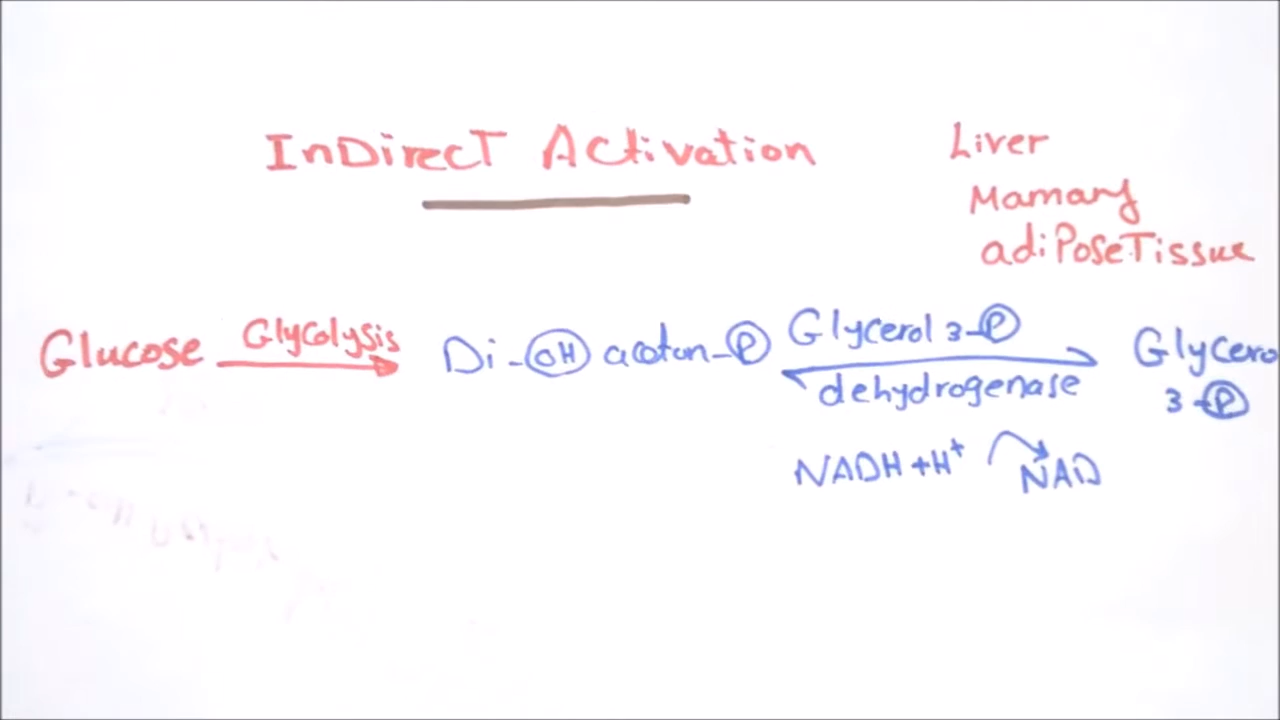 InDirecT Activation
Liver
Mamary
adiPoseTissue
Glucose
Glycolysis
Di-OH aceton-P
Glycerol 3-P
dehydrogenase
Glycero
3-P
NADH+H+
NAD